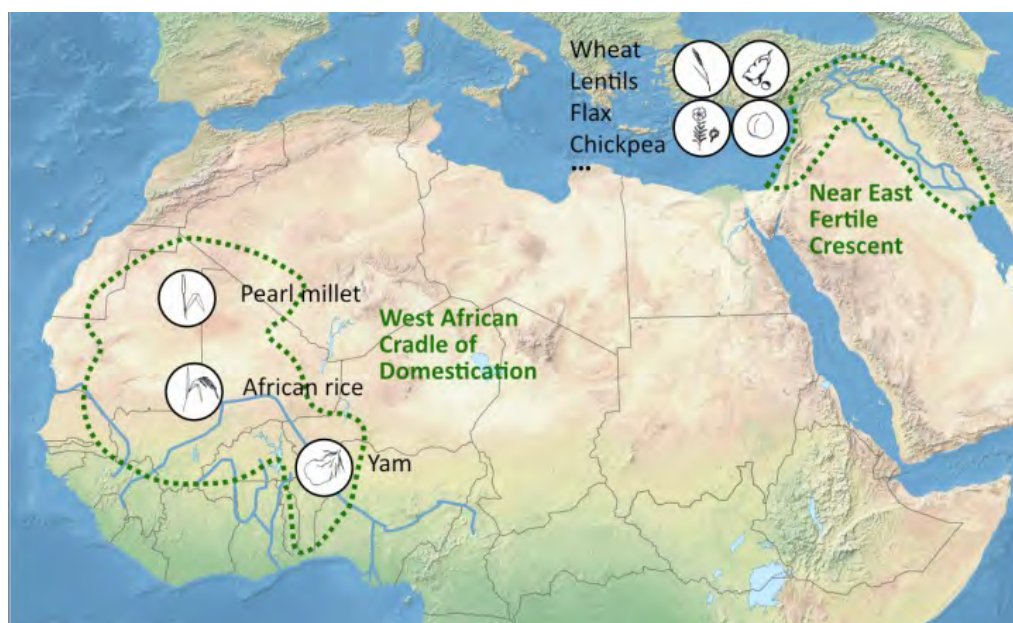 Wheat
Lentils
Flax
Chickpea
...
Near East
Fertile
Crescent
Pearl millet
West African
Cradle of
Domestication
African rice
Yam